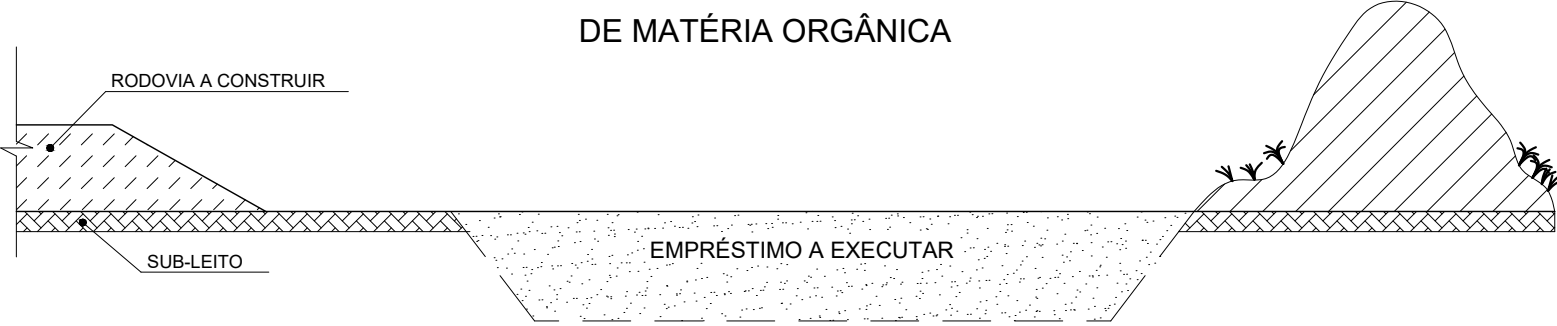 DE MATÉRIA ORGÂNICA
RODOVIA A CONSTRUIR
EMPRÉSTIMO A EXECUTAR
SUB-LEITO